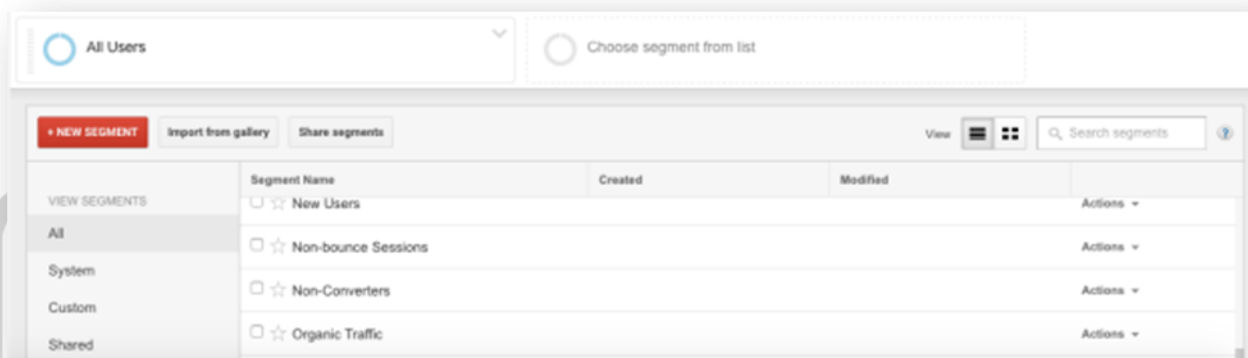 All Users
Choose segment from list
+ NEW SEGMENT Import from gallery Share segments View Search segments ?
Segment Name Created Modified
VIEW SEGMENTS
New Users Actions
All
Non-bounce Sessions Actions
System
Non-Converters Actions
Custom
Organic Traffic Actions
Shared